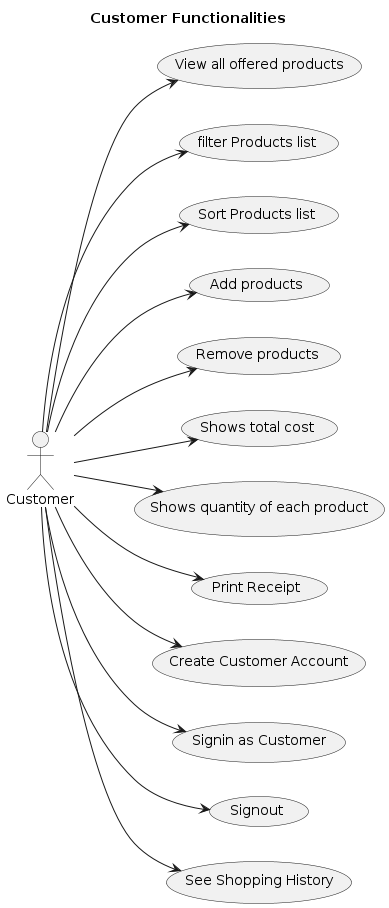 Customer Functionalities
View all offered products
filter Products list
Sort Products list
Add products
Remove products
Shows total cost
Customer
Shows quantity of each product
Print Receipt
Create Customer Account
Signin as Customer
Signout
See Shopping History